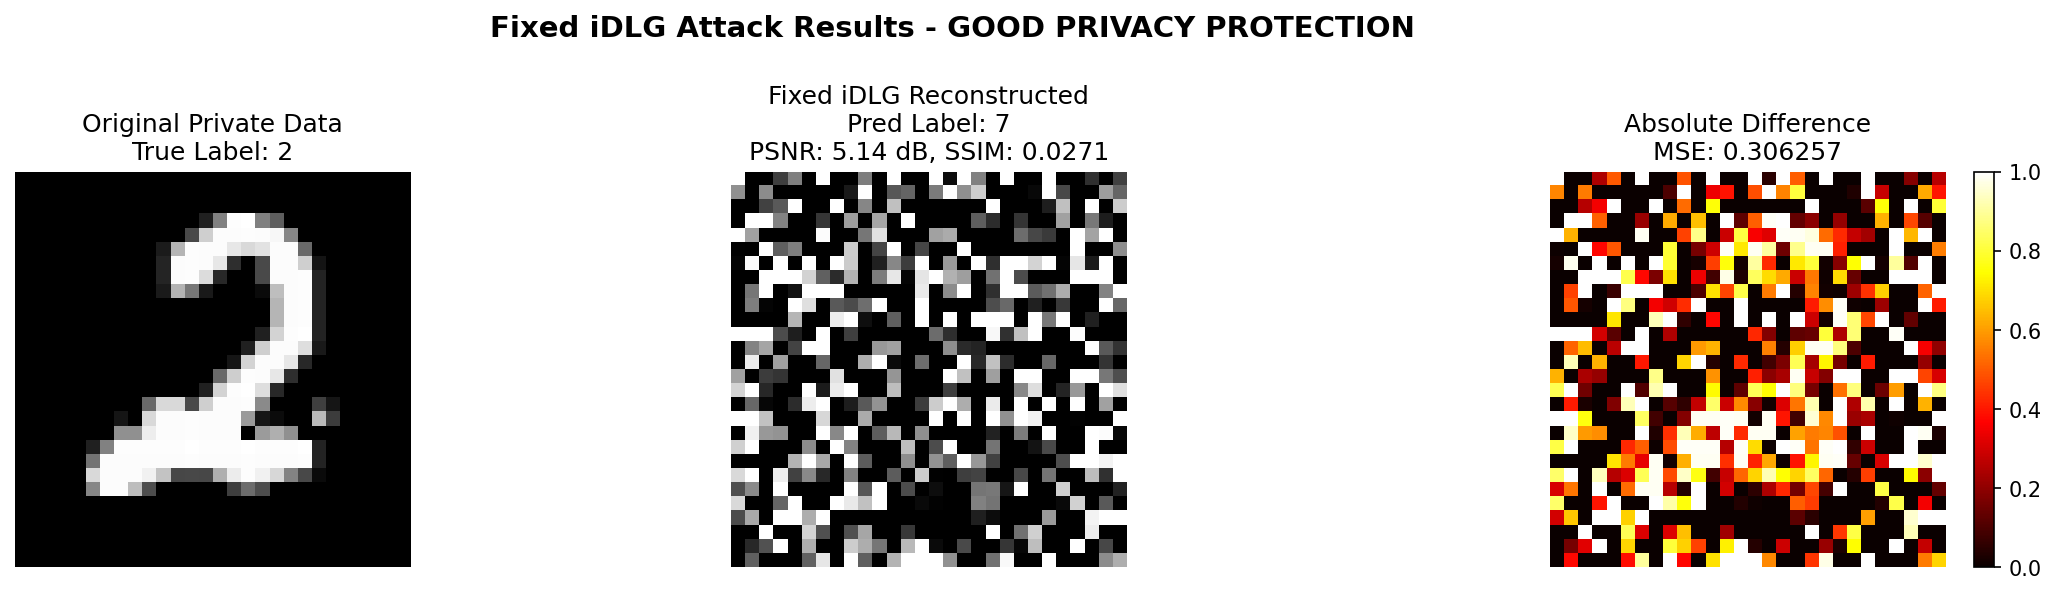 Fixed iDLG Attack Results - GOOD PRIVACY PROTECTION
Original Private Data
True Label: 2
Fixed iDLG Reconstructed
Pred Label: 7
PSNR: 5.14 dB, SSIM: 0.0271
Absolute Difference
MSE: 0.306257
1.0
0.8
0.6
0.4
0.2
0.0